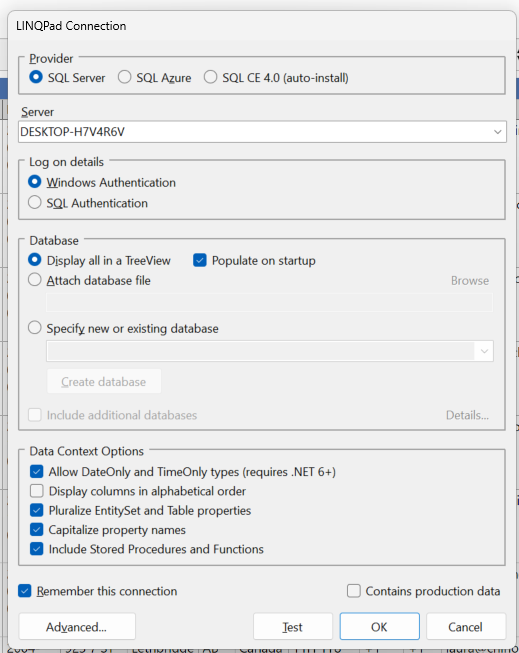 LINQPad Connection
Provider
SQL Server SQL Azure SQL CE 4.0 (auto-install)
Server
DESKTOP-H7V4R6V
Log on details
Windows Authentication
SQL Authentication
Database
Display all in a TreeView Populate on startup
Attach database file Browse
Specify new or existing database
Create database
Include additional databases Details...
Data Context Options
Allow DateOnly and TimeOnly types (requires .NET 6+)
Display columns in alphabetical order
Pluralize EntitySet and Table properties
Capitalize property names
Include Stored Procedures and Functions
Remember this connection Contains production data
Advanced... Test OK Cancel